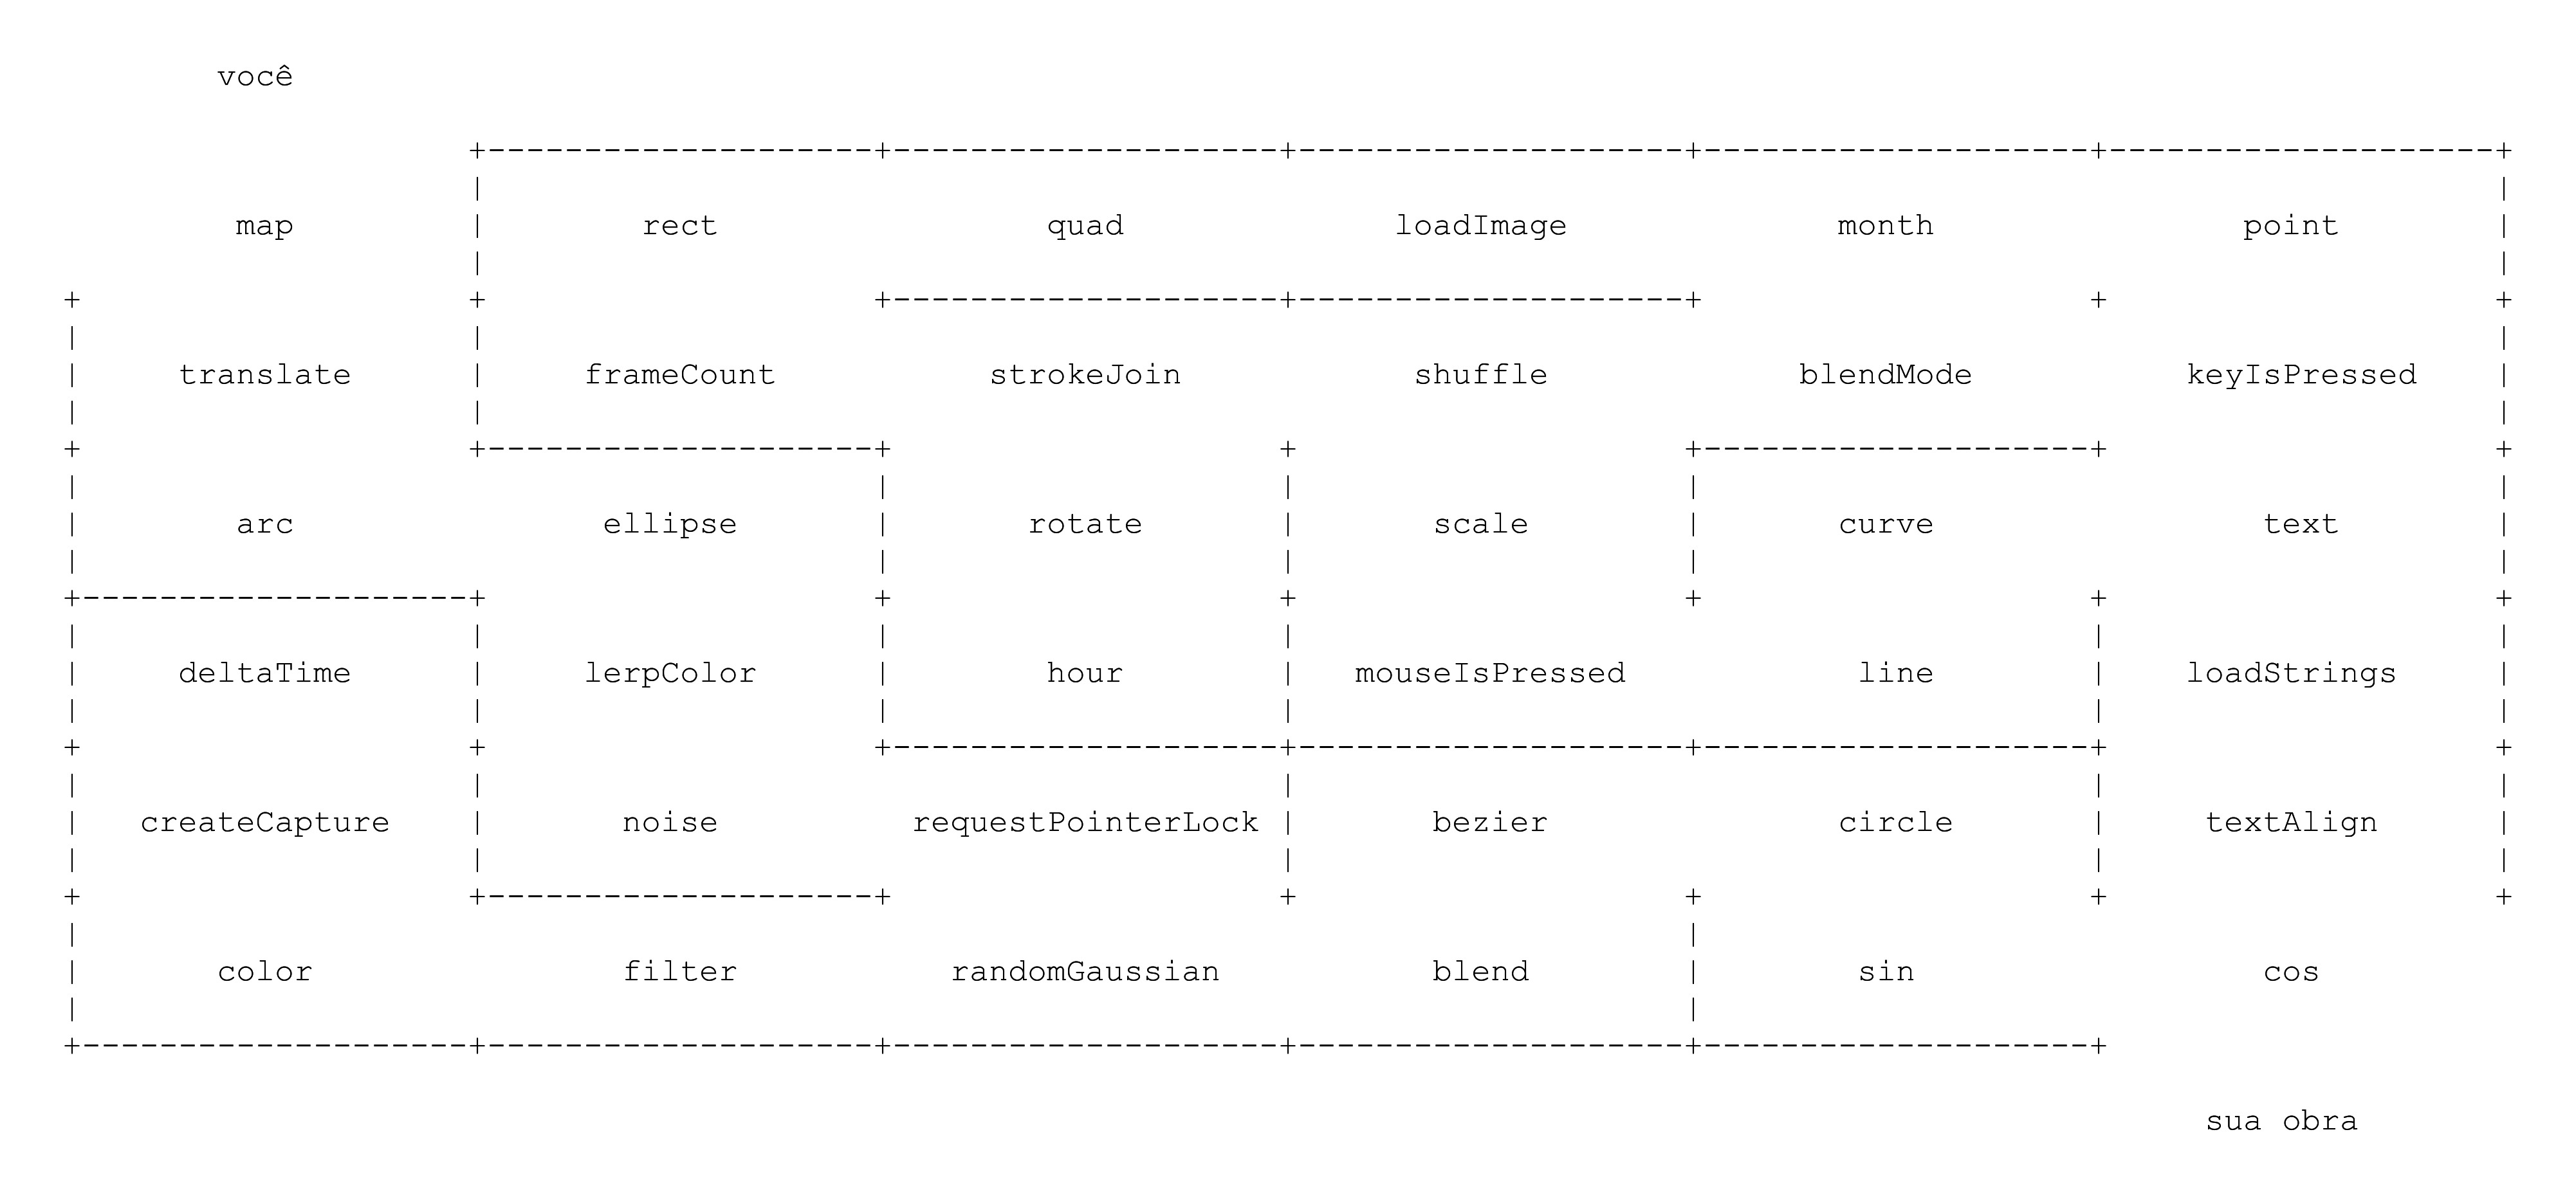 você
map rect quad loadImage month point
translate frameCount strokeJoin shuffle blendMode keyIsPressed
arc ellipse rotate scale curve text
deltaTime lerpColor hour mouseIsPressed line loadStrings
createCapture noise requestPointerLock bezier circle textAlign
color filter randomGaussian blend sin cos
sua obra